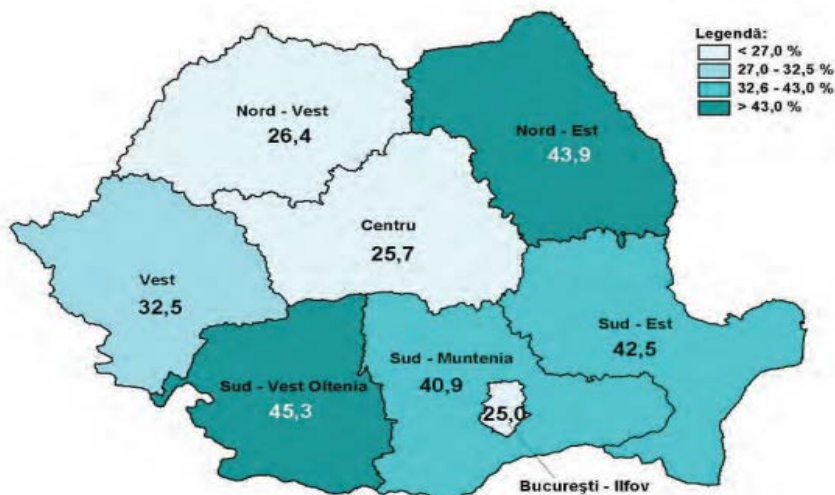 Legendă:
< 27,0 %
27,0 - 32,5 %
32,6 - 43,0 %
> 43,0 %
Nord - Vest
26,4
Nord - Est
43,9
Centru
25,7
Vest
32,5
Sud - Est
42,5
Sud - Muntenia
40,9
Sud - Vest Oltenia
45,3
25,0
Bucureşti - Ilfov